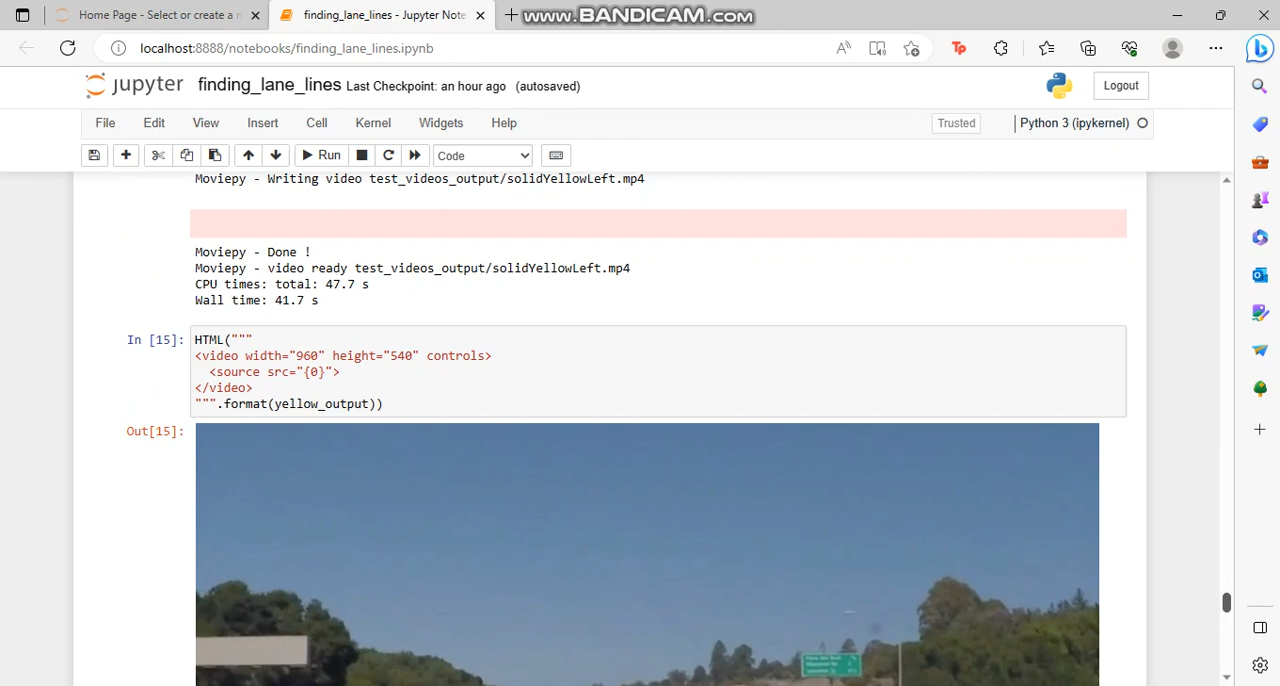 Home Page - Select or create a n
finding_lane_lines - Jupyter Note
www.BANDICAM.com
localhost:8888/notebooks/finding_lane_lines.ipynb
jupyter finding_lane_lines Last Checkpoint: an hour ago (autosaved)
Logout
File Edit View Insert Cell Kernel Widgets Help
Trusted
Python 3 (ipykernel)
Run
Code
Moviepy - Writing video test_videos_output/solidYellowLeft.mp4
Moviepy - Done !
Moviepy - video ready test_videos_output/solidYellowLeft.mp4
CPU times: total: 47.7 s
Wall time: 41.7 s
In [15]: HTML("""
<video width="960" height="540" controls>
  <source src="{0}">
</video>
""".format(yellow_output))
Out[15]: